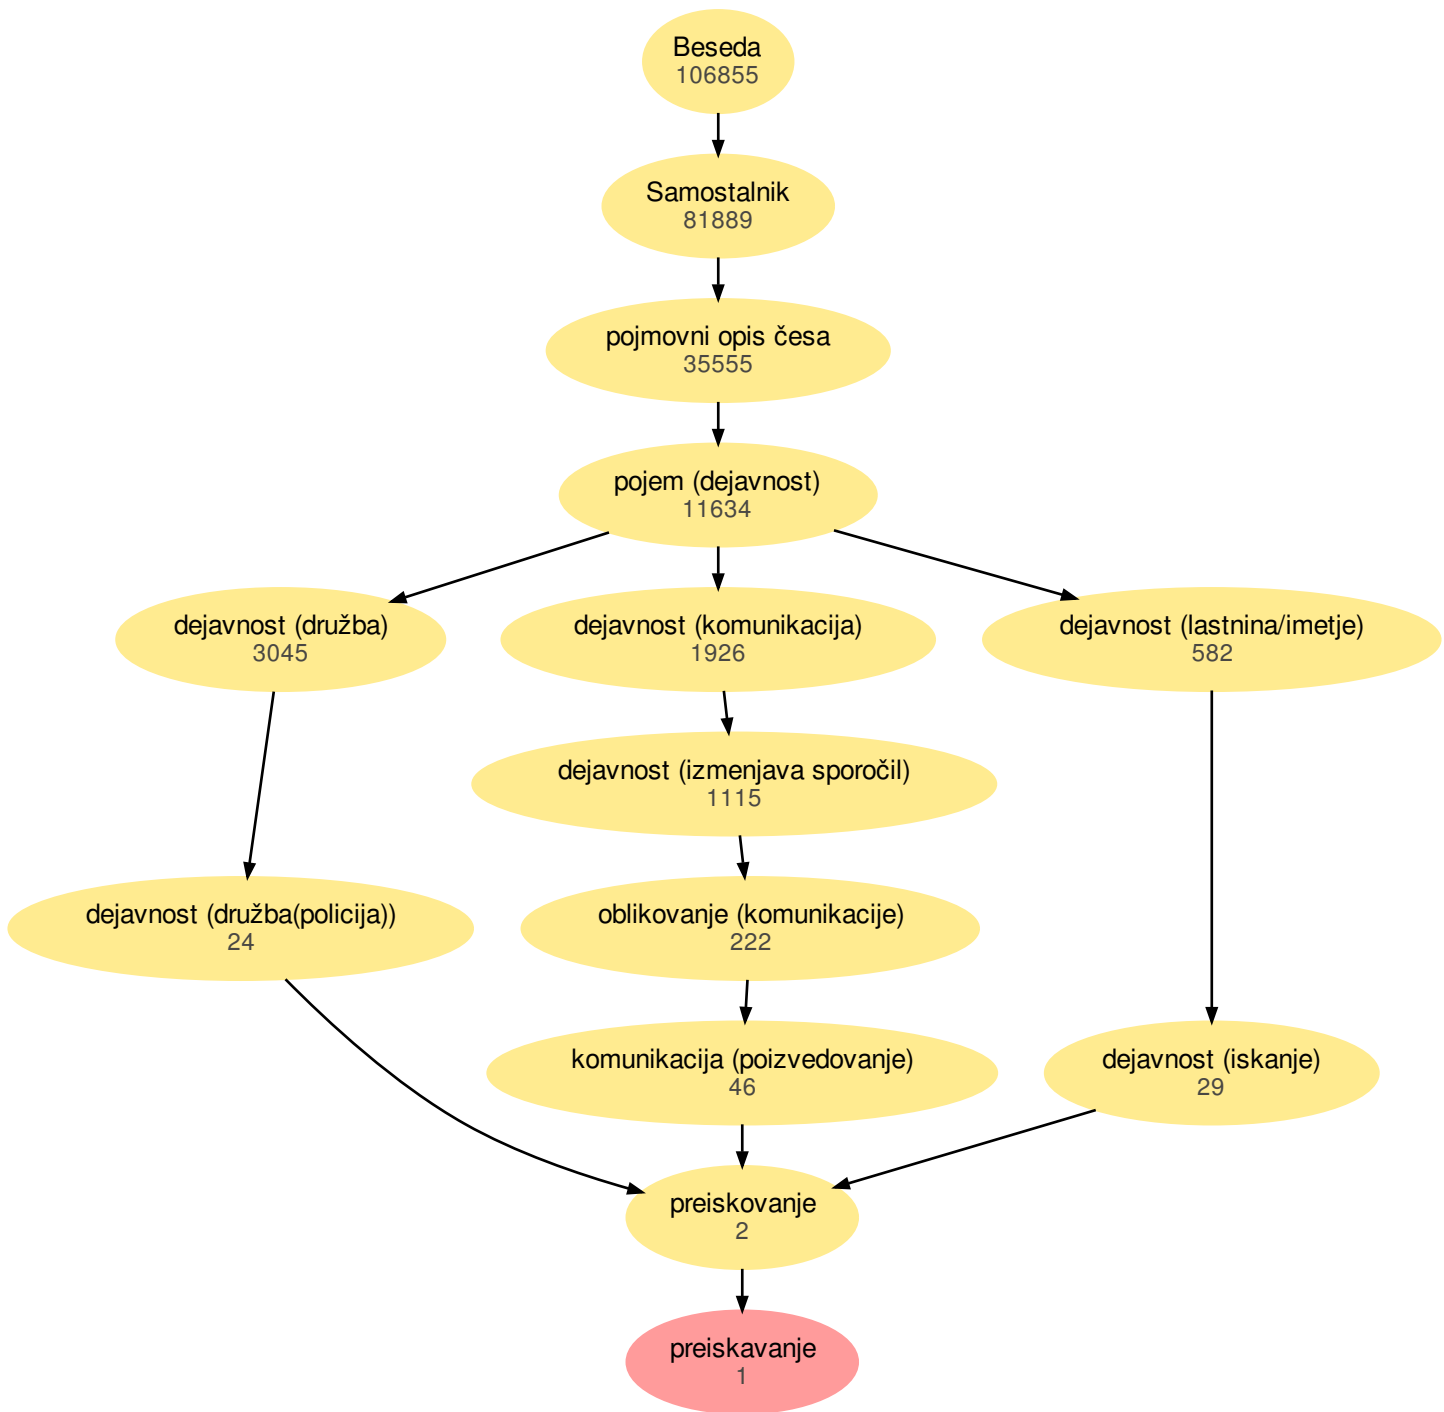 Beseda
106855
Samostalnik
81889
pojmovni opis česa
35555
pojem (dejavnost)
11634
dejavnost (družba)
3045
dejavnost (komunikacija)
1926
dejavnost (lastnina/imetje)
582
dejavnost (izmenjava sporočil)
1115
dejavnost (družba(policija))
24
oblikovanje (komunikacije)
222
komunikacija (poizvedovanje)
46
dejavnost (iskanje)
29
preiskovanje
2
preiskavanje
1